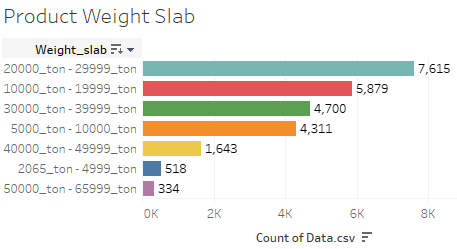 Product Weight Slab
Weight_slab
20000_ton - 29999_ton 7,615
10000_ton - 19999_ton 5,879
30000_ton - 39999_ton 4,700
5000_ton - 10000_ton 4,311
40000_ton - 49999_ton 1,643
2065_ton - 4999_ton 518
50000_ton - 65999_ton 334
0K 2K 4K 6K 8K
Count of Data.csv